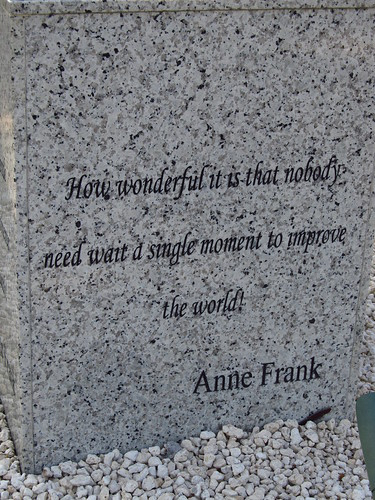 How wonderful it is that nobody
need wait a single moment to improve
the world!
Anne Frank